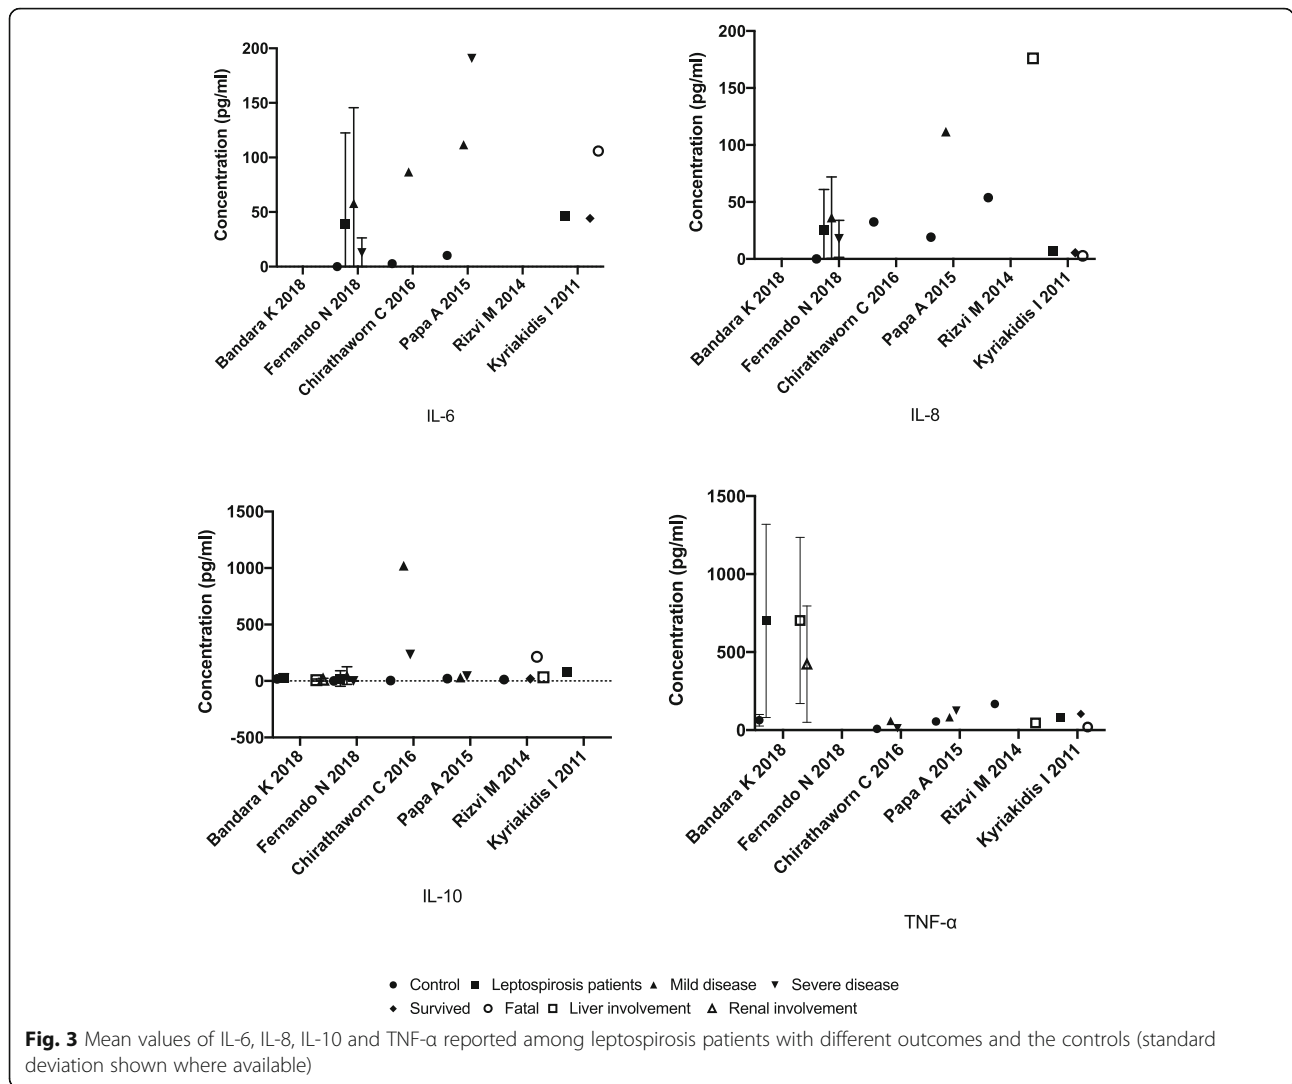 200
150
100
50
0
Concentration (pg/ml)
Bandara K 2018
Fernando N 2018
Chirathaworn C 2016
Papa A 2015
Rizvi M 2014
Kyriakidis I 2011
IL-6
200
150
100
50
0
Concentration (pg/ml)
Bandara K 2018
Fernando N 2018
Chirathaworn C 2016
Papa A 2015
Rizvi M 2014
Kyriakidis I 2011
IL-8
1500
1000
500
0
-500
Concentration (pg/ml)
Bandara K 2018
Fernando N 2018
Chirathaworn C 2016
Papa A 2015
Rizvi M 2014
Kyriakidis I 2011
IL-10
1500
1000
500
0
Concentration (pg/ml)
Bandara K 2018
Fernando N 2018
Chirathaworn C 2016
Papa A 2015
Rizvi M 2014
Kyriakidis I 2011
TNF-α
Control Leptospirosis patients Mild disease Severe disease
Survived Fatal Liver involvement Renal involvement
Fig. 3 Mean values of IL-6, IL-8, IL-10 and TNF-α reported among leptospirosis patients with different outcomes and the controls (standard
deviation shown where available)